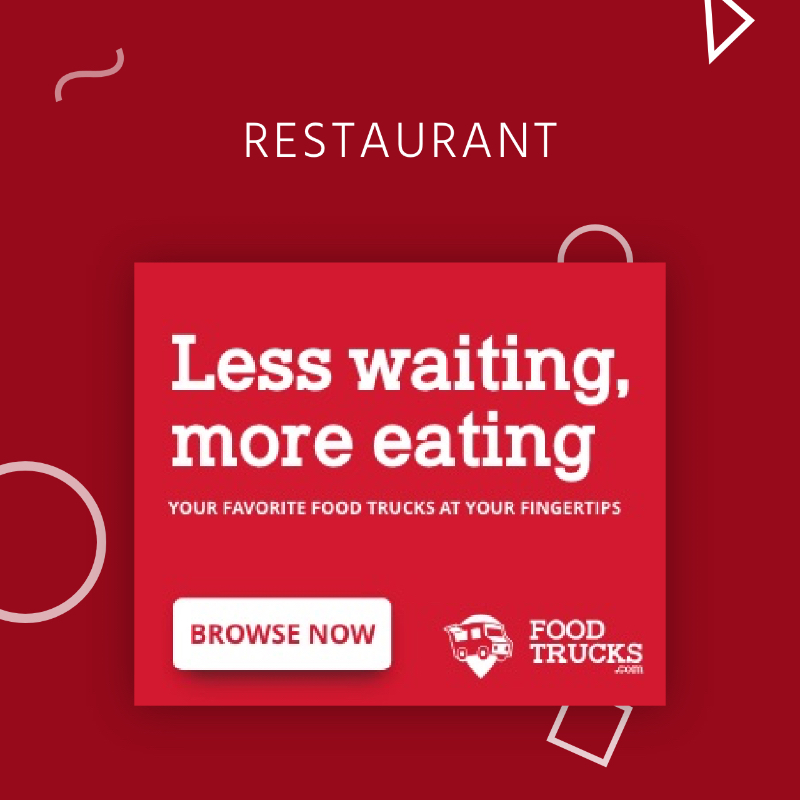 RESTAURANT
Less waiting,
more eating
YOUR FAVORITE FOOD TRUCKS AT YOUR FINGERTIPS
BROWSE NOW
FOOD
TRUCKS
.com